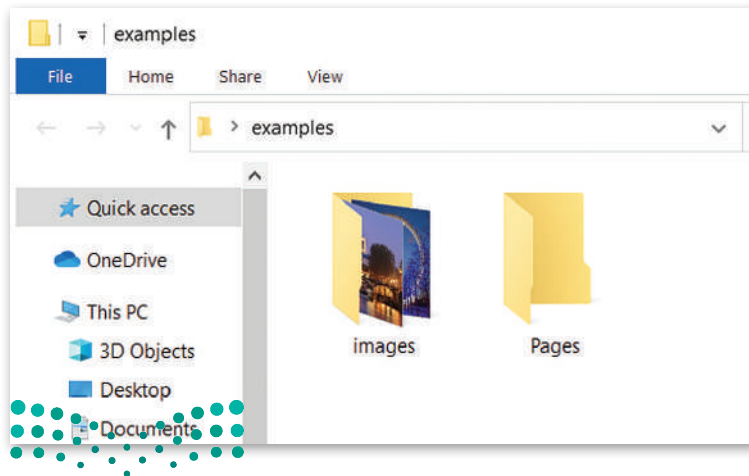 examples
File Home Share View
examples
Quick access
OneDrive
This PC
3D Objects
Desktop
Documents
images Pages